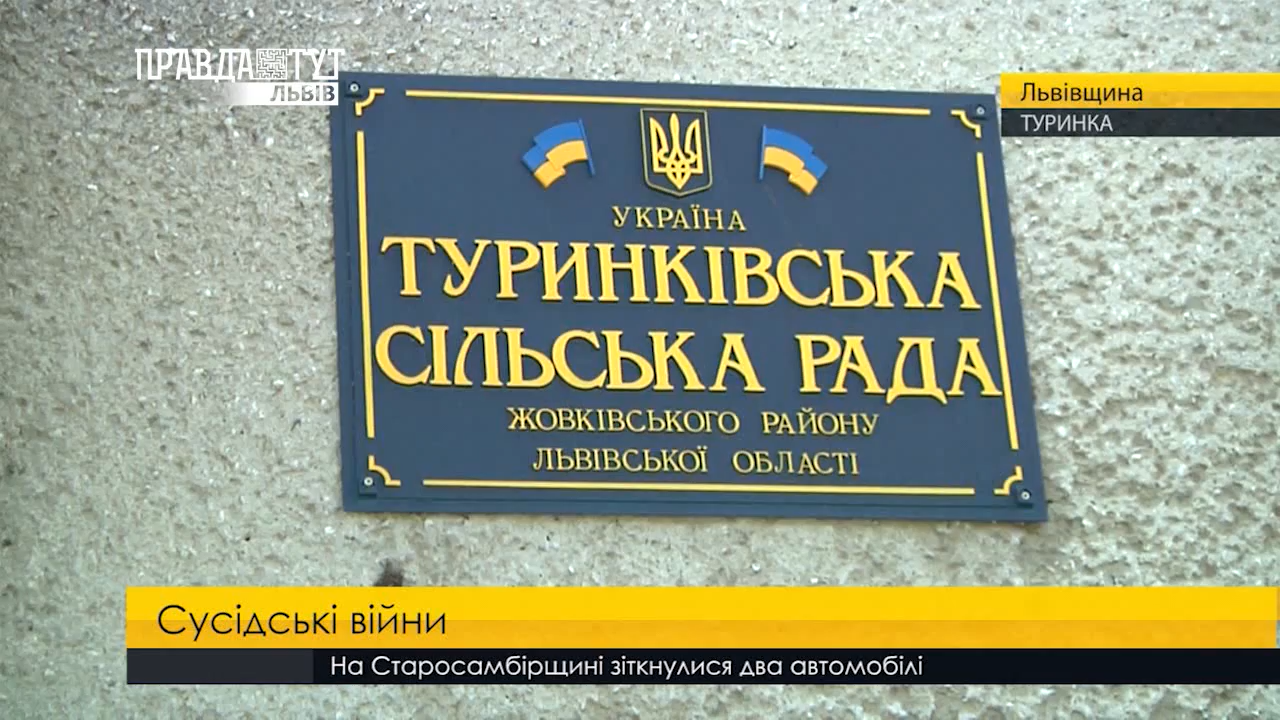 ПРАВДА ТУТ
ЛЬВІВ
Львівщина
ТУРИНКА
УКРАЇНА
ТУРИНКІВСЬКА
СІЛЬСЬКА РАДА
ЖОВКІВСЬКОГО РАЙОНУ
ЛЬВІВСЬКОЇ ОБЛАСТІ
Сусідські війни
На Старосамбірщині зіткнулися два автомобілі